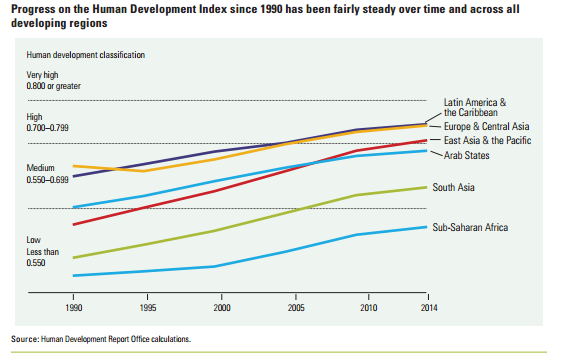 Progress on the Human Development Index since 1990 has been fairly steady over time and across all
developing regions
Human development classification
Very high
0.800 or greater
High
0.700–0.799
Medium
0.550–0.699
Low
Less than
0.550
Latin America &
the Caribbean
Europe & Central Asia
East Asia & the Pacific
Arab States
South Asia
Sub-Saharan Africa
1990 1995 2000 2005 2010 2014
Source: Human Development Report Office calculations.